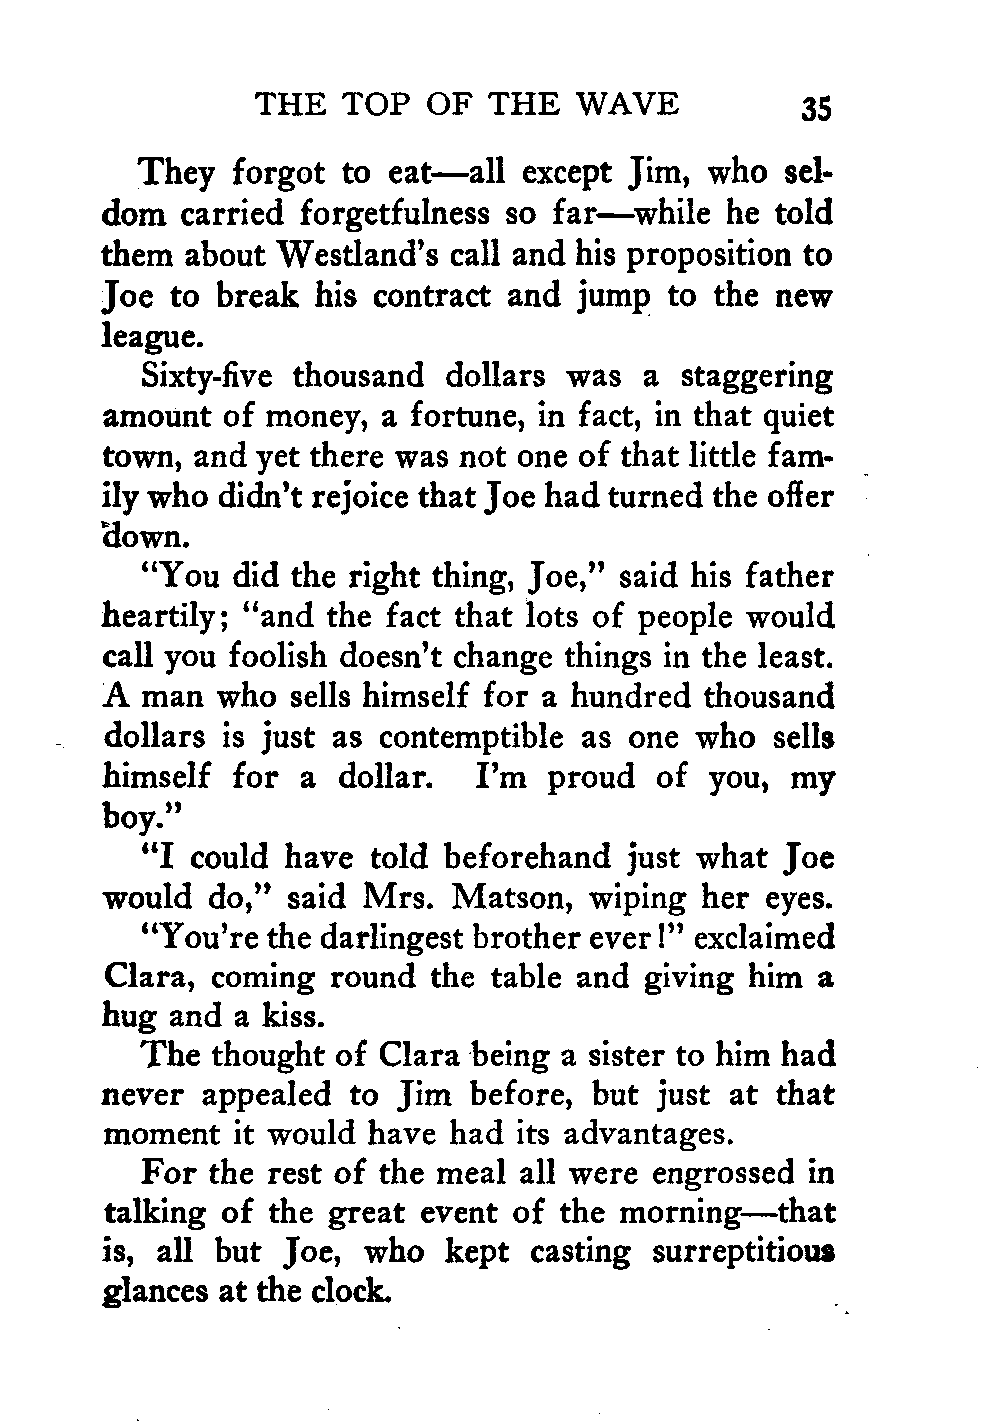 THE TOP OF THE WAVE 35
They forgot to eat—all except Jim, who sel-
dom carried forgetfulness so far—while he told
them about Westland's call and his proposition to
Joe to break his contract and jump to the new
league.
Sixty-five thousand dollars was a staggering
amount of money, a fortune, in fact, in that quiet
town, and yet there was not one of that little fam-
ily who didn't rejoice that Joe had turned the offer
down.
"You did the right thing, Joe," said his father
heartily; "and the fact that lots of people would
call you foolish doesn't change things in the least.
A man who sells himself for a hundred thousand
dollars is just as contemptible as one who sells
himself for a dollar. I'm proud of you, my
boy."
"I could have told beforehand just what Joe
would do," said Mrs. Matson, wiping her eyes.
"You're the darlingest brother ever!" exclaimed
Clara, coming round the table and giving him a
hug and a kiss.
The thought of Clara being a sister to him had
never appealed to Jim before, but just at that
moment it would have had its advantages.
For the rest of the meal all were engrossed in
talking of the great event of the morning—that
is, all but Joe, who kept casting surreptitious
glances at the clock.